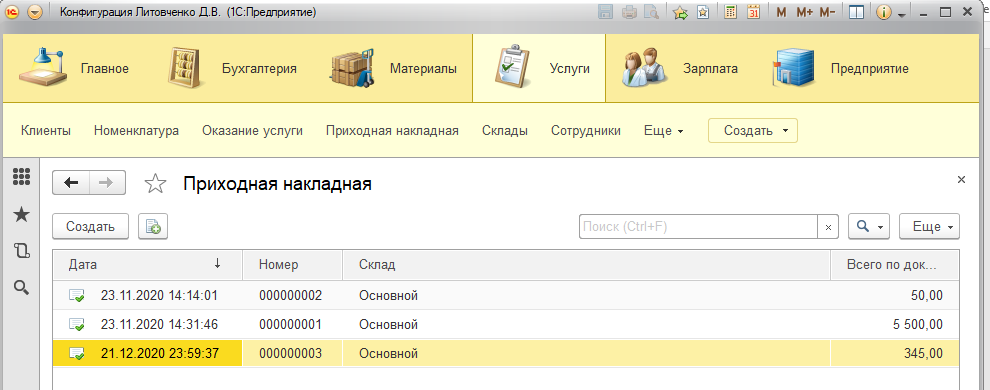 Конфигурация Литовченко Д.В. (1С:Предприятие) 31 M M+ M-
Главное Бухгалтерия Материалы Услуги Зарплата Предприятие
Клиенты Номенклатура Оказание услуги Приходная накладная Склады Сотрудники Еще Создать
Приходная накладная
Создать Поиск (Ctrl+F) Еще
Дата Номер Склад Всего по док...
23.11.2020 14:14:01 000000002 Основной 50,00
23.11.2020 14:31:46 000000001 Основной 5 500,00
21.12.2020 23:59:37 000000003 Основной 345,00